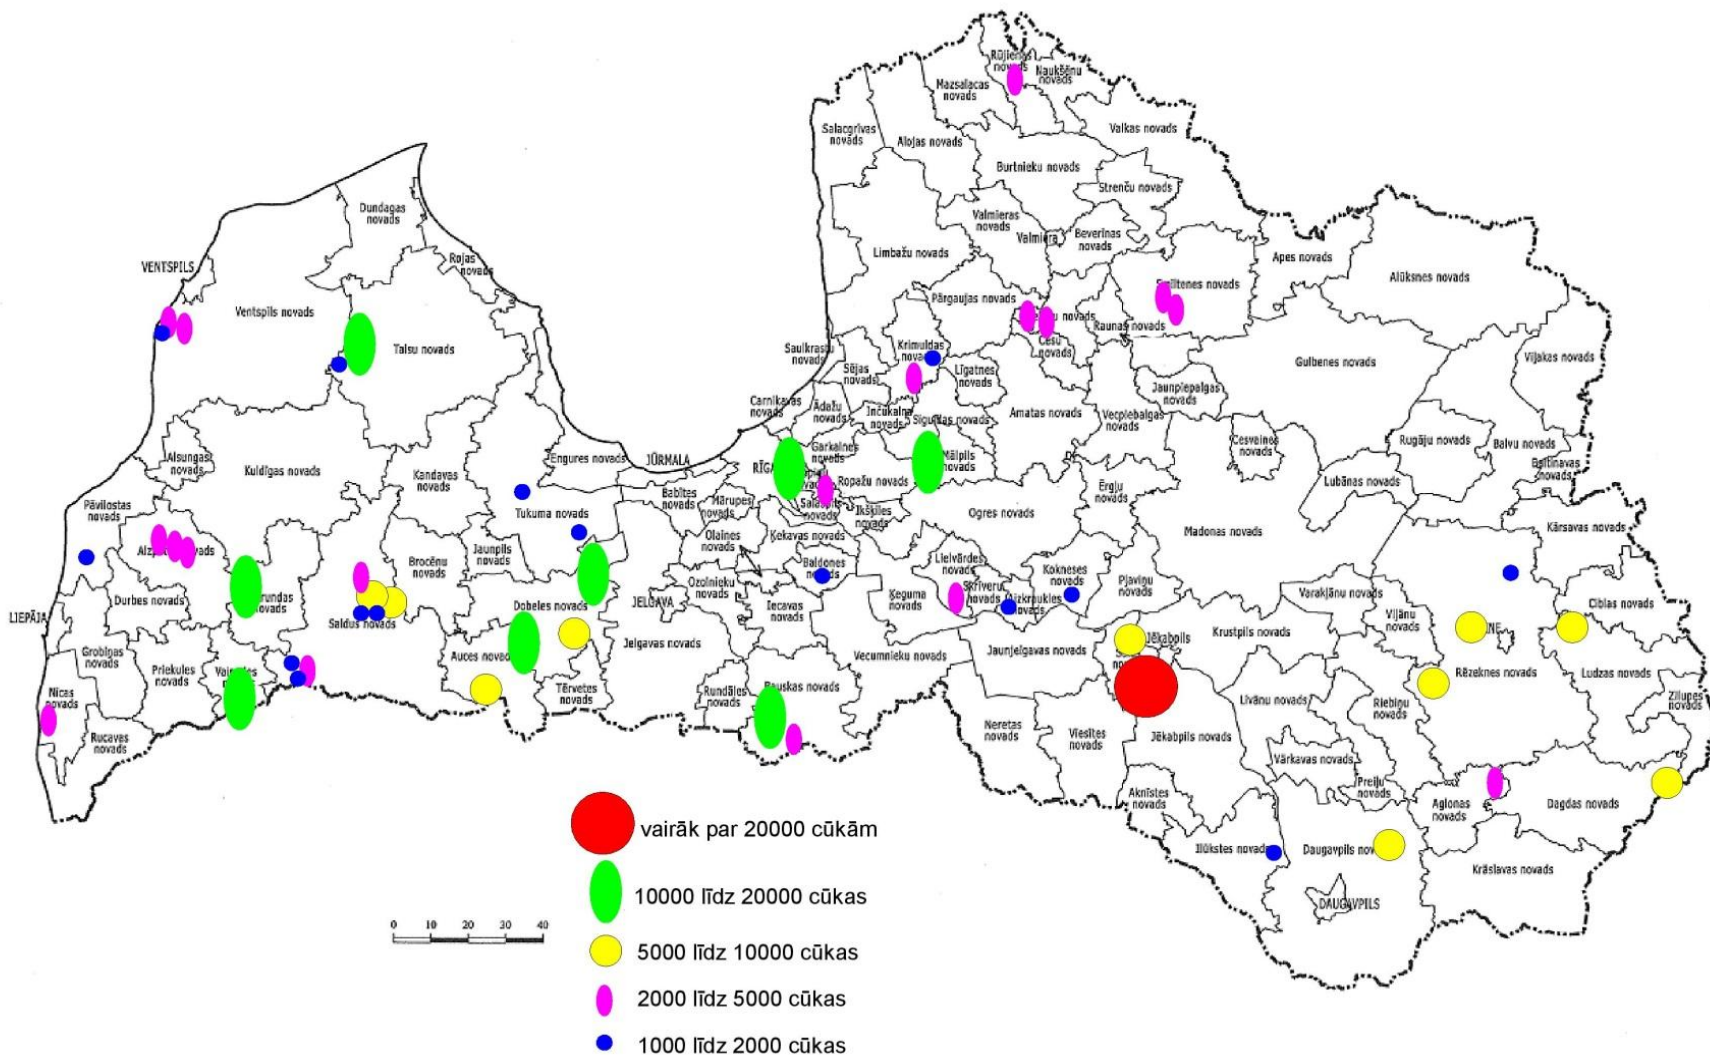 Rūjienas
novads
Naukšēnu
novads
Mazsalacas
novads
Salacgrīvas
novads
Alojas novads
Valkas novads
Burtnieku novads
Strenču novads
Dundagas
novads
Valmieras
novads
Valmiera
Beverīnas
novads
Limbažu novads
Apes novads
Alūksnes novads
VENTSPILS
Rojas
novads
Ventspils novads
Pārgaujas novads
Smiltenes novads
Raunas novads
Talsu novads
Saulkrastu
novads
Krimuldas
novads
Cēsu
novads
Gulbenes novads
Viļakas novads
Sējas
novads
Līgatnes
novads
Jaunpiepalgas
novads
Carnikavas
novads
Ādažu
novads
Inčukalna
novads
Siguldas novads
Amatas novads
Vecpiebalgas
novads
Alsungas
novads
Kuldīgas novads
Kandavas
novads
Engures novads
JŪRMALA
RĪGA
Garkalnes
novads
Mālpils
novads
Cesvaines
novads
Rugāju novads
Balvu novads
Baltinavas
novads
Pāvilostas
novads
Babītes
novads
Mārupes
novads
Ropažu novads
Salaspils
novads
Ikšķiles
novads
Ogres novads
Ērgļu
novads
Lubānas novads
Tukuma novads
Madonas novads
Kārsavas novads
Brocēnu
novads
Jaunpils
novads
Olaines
novads
Ķekavas novads
Baldones
novads
Lielvārdes
novads
Kokneses
novads
Pļaviņu
novads
Durbes novads
Dobeles novads
JELGAVA
Ozolnieku
novads
Iecavas
novads
Ķeguma
novads
Skrīveru
novads
Aizkraukles
novads
Varakļānu novads
Viļānu
novads
Ciblas novads
LIEPĀJA
Saldus novads
Jelgavas novads
Jēkabpils
Krustpils novads
Grobiņas
novads
Priekules
novads
Auces novads
Vecumnieku novads
Jaunjelgavas novads
Rēzeknes novads
Ludzas novads
Nīcas
novads
Tērvetes
novads
Rundāles
novads
Bauskas novads
Līvānu novads
Riebiņu
novads
Zilupes
novads
Rucavas
novads
Neretas
novads
Viesītes
novads
Jēkabpils novads
Vārkavas novads
Preiļu
novads
Aknīstes
novads
Aglonas
novads
Dagdas novads
Ilūkstes novads
Daugavpils novads
Krāslavas novads
DAUGAVPILS
vairāk par 20000 cūkām
10000 līdz 20000 cūkas
5000 līdz 10000 cūkas
2000 līdz 5000 cūkas
1000 līdz 2000 cūkas
0 10 20 30 40